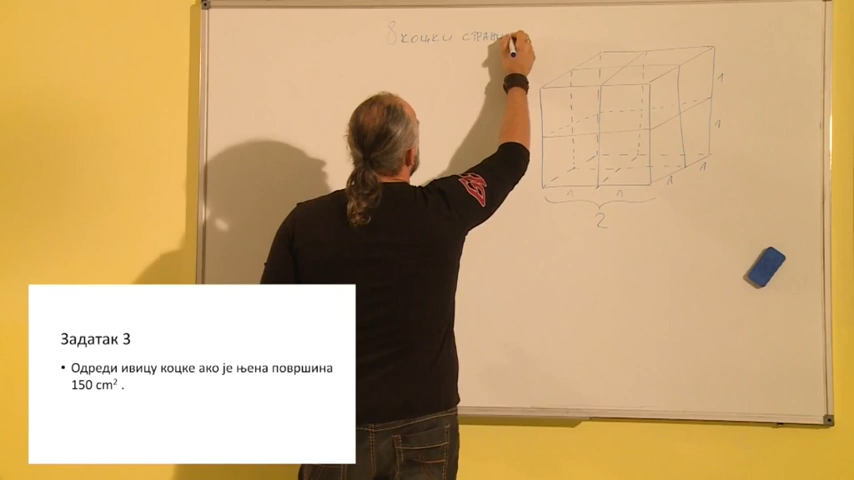 8 коцки
1
1
1
1
1
1
2
Задатак 3
• Одреди ивицу коцке ако је њена површина
150 cm² .